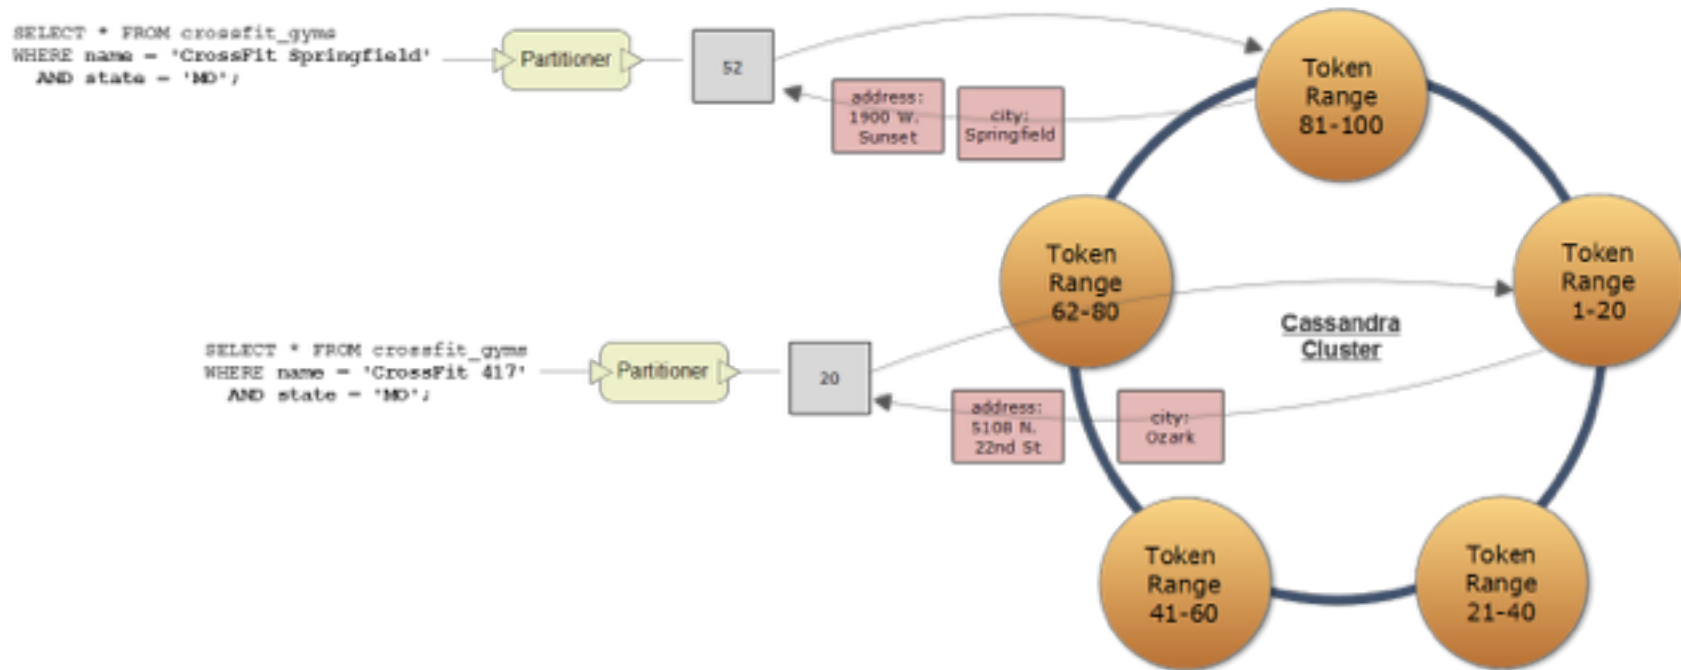 SELECT * FROM crossfit_gyms
WHERE name = 'CrossFit Springfield'
AND state = 'MO';
Partitioner
52
address:
1900 W.
Sunset
city:
Springfield
Token
Range
81-100
Token
Range
62-80
Token
Range
1-20
Cassandra
Cluster
SELECT * FROM crossfit_gyms
WHERE name = 'CrossFit 417'
AND state = 'MO';
Partitioner
20
address:
5108 N.
22nd St
city:
Ozark
Token
Range
41-60
Token
Range
21-40